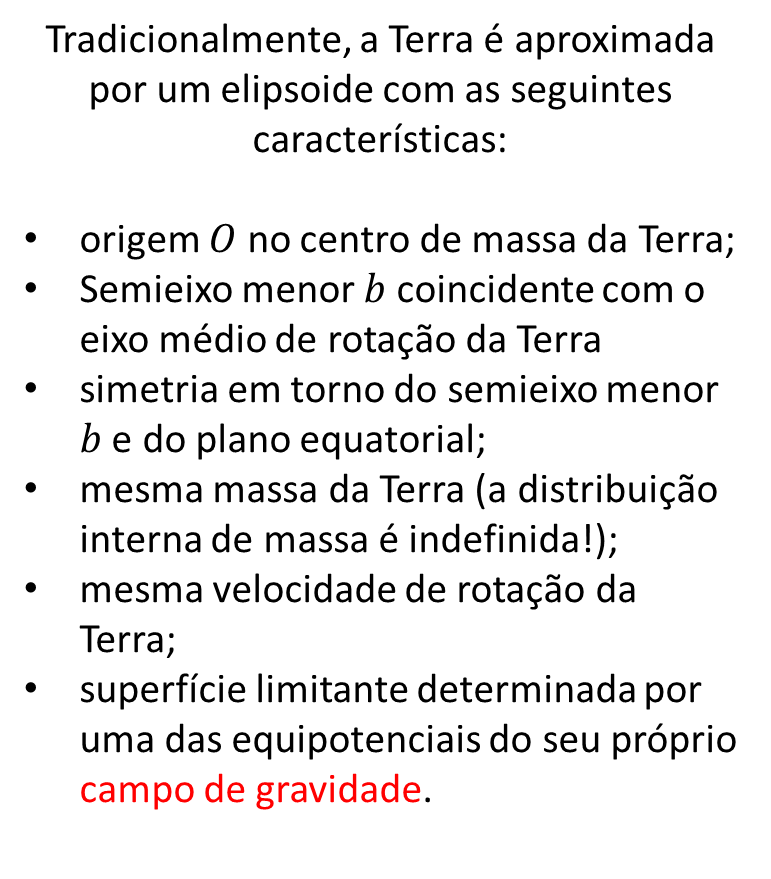 Tradicionalmente, a Terra é aproximada
por um elipsoide com as seguintes
características:
• origem O no centro de massa da Terra;
• Semieixo menor b coincidente com o
eixo médio de rotação da Terra
• simetria em torno do semieixo menor
b e do plano equatorial;
• mesma massa da Terra (a distribuição
interna de massa é indefinida!);
• mesma velocidade de rotação da
Terra;
• superfície limitante determinada por
uma das equipotenciais do seu próprio
campo de gravidade.